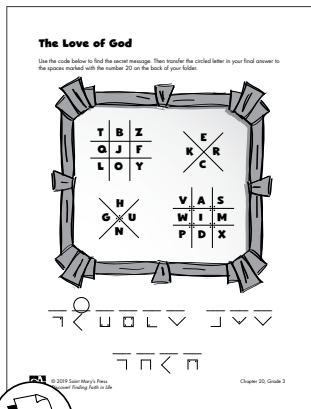 The Love of God
Use the code below to find the secret message. Then transfer the circled letter in your final answer to
the spaces marked with the number 20 on the back of your folder.
T B Z
Q J F
L O Y
E
K R
C
H
G U
N
V A S
W I M
P D X
© 2019 Saint Mary's Press
Discover! Finding Faith in Life
Chapter 20, Grade 3